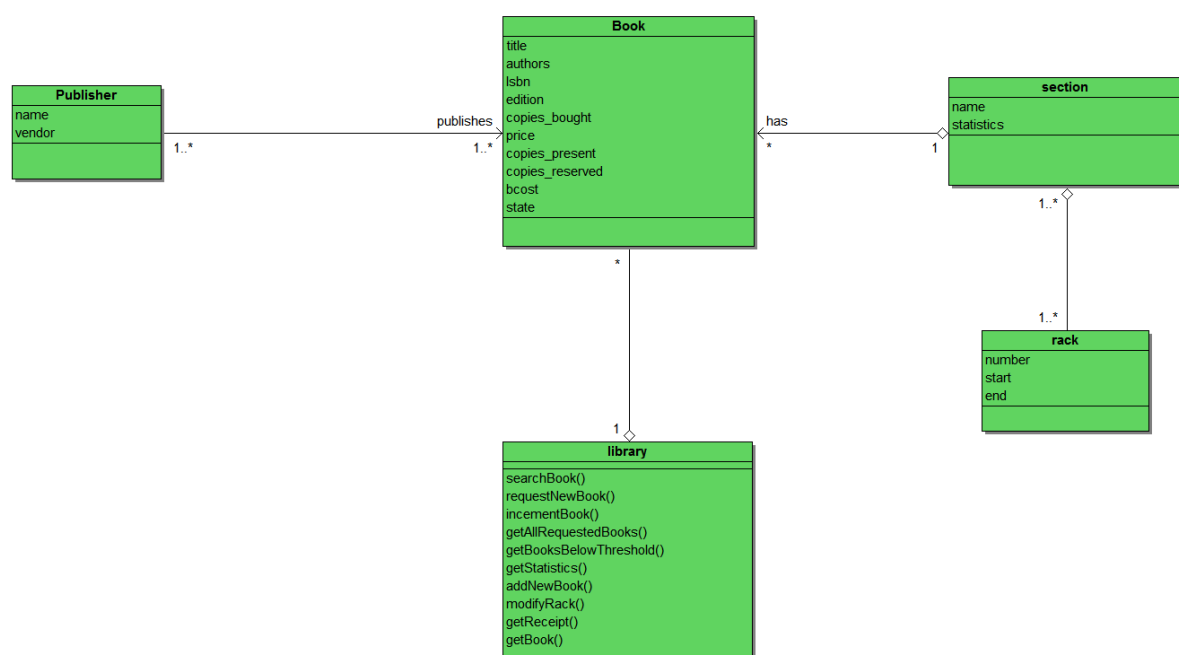 Book
title
authors
lsbn
edition
copies_bought
price
copies_present
copies_reserved
bcost
state
Publisher
name
vendor
publishes
1..*
1..*
has
*
1
section
name
statistics
1..*
1..*
rack
number
start
end
*
1
library
searchBook()
requestNewBook()
incementBook()
getAllRequestedBooks()
getBooksBelowThreshold()
getStatistics()
addNewBook()
modifyRack()
getReceipt()
getBook()